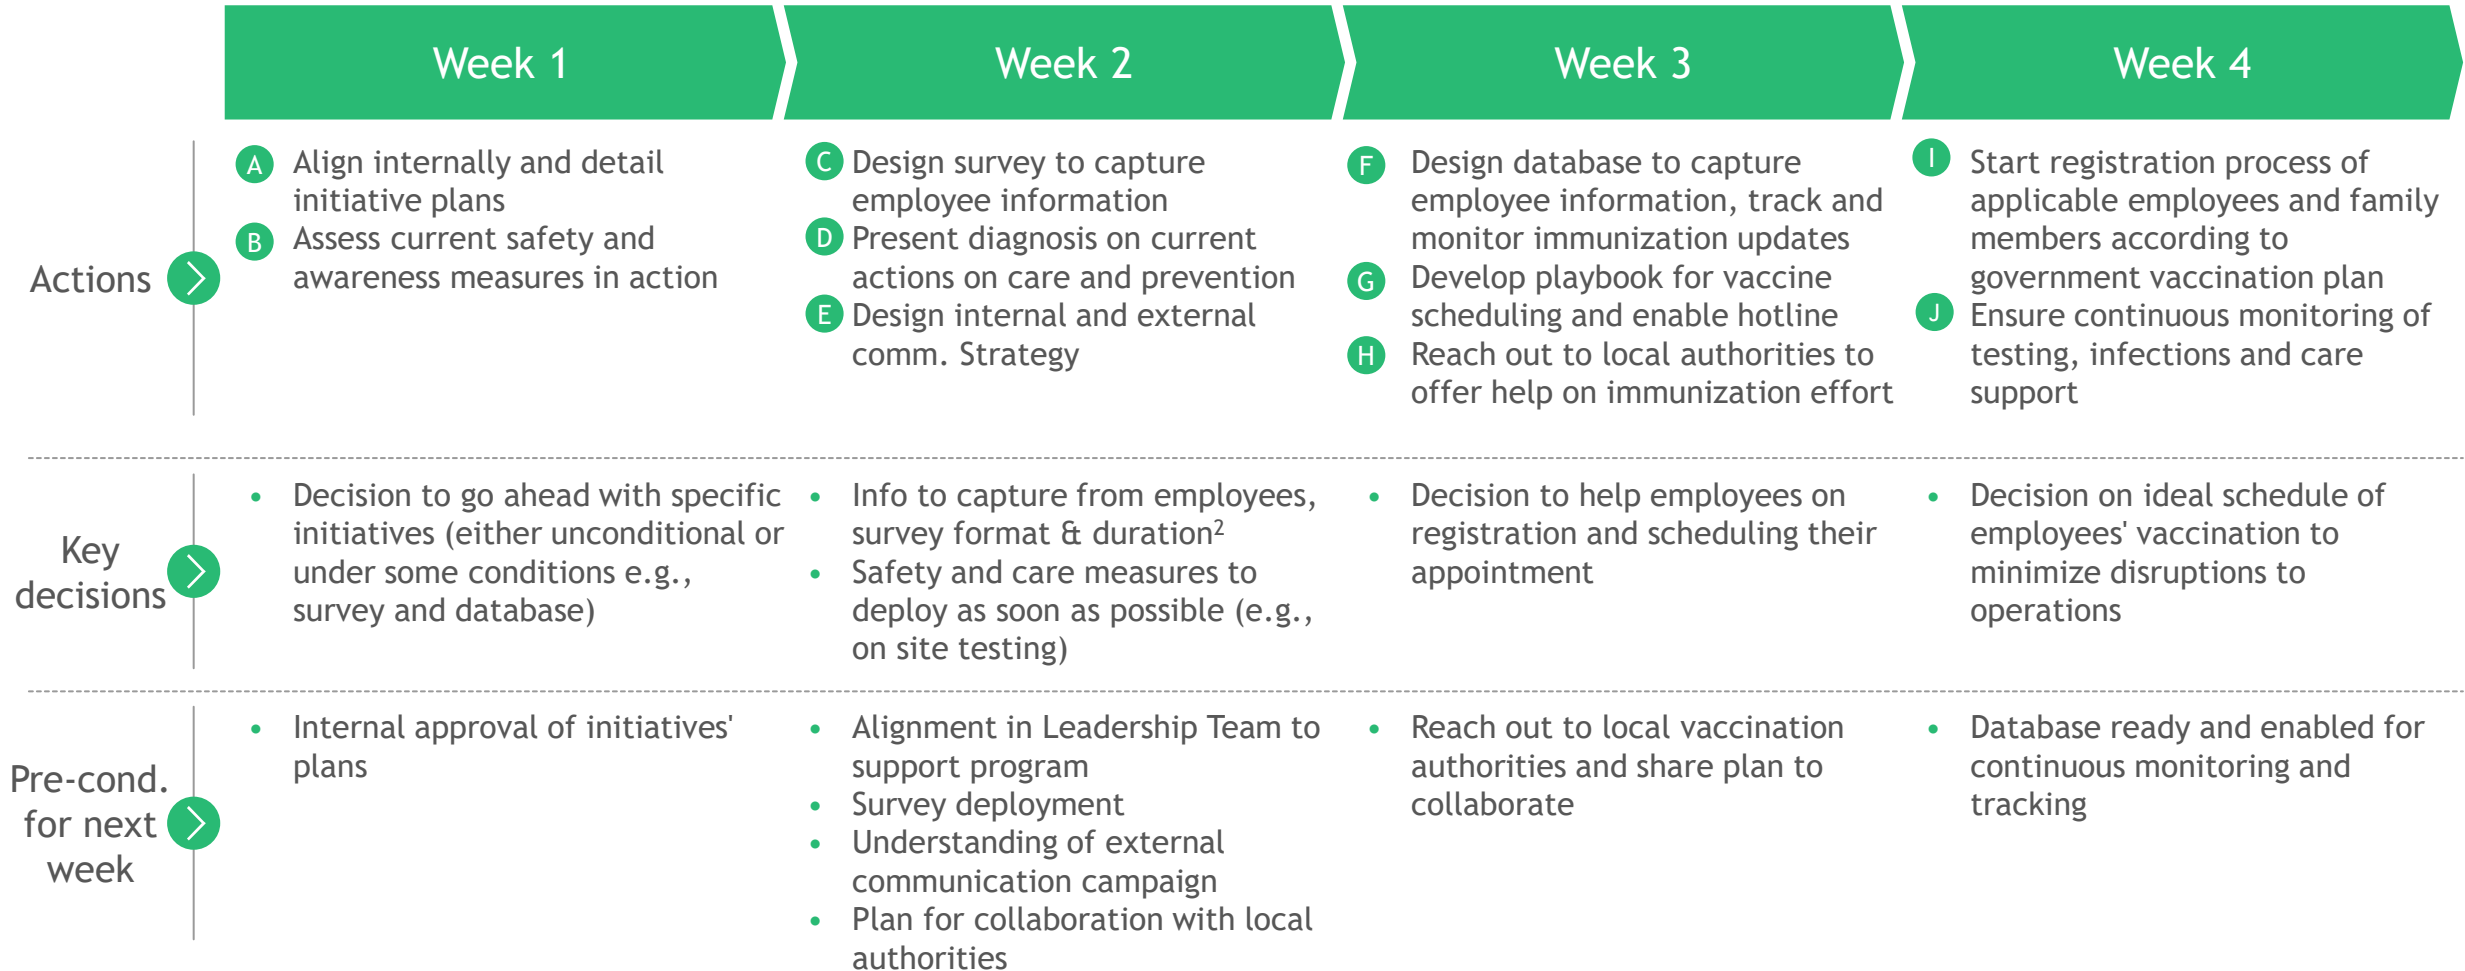 Week 1
Week 2
Week 3
Week 4
Actions
A Align internally and detail
initiative plans
B Assess current safety and
awareness measures in action
C Design survey to capture
employee information
D Present diagnosis on current
actions on care and prevention
E Design internal and external
comm. Strategy
F Design database to capture
employee information, track and
monitor immunization updates
G Develop playbook for vaccine
scheduling and enable hotline
H Reach out to local authorities to
offer help on immunization effort
I Start registration process of
applicable employees and family
members according to
government vaccination plan
J Ensure continuous monitoring of
testing, infections and care
support
Key
decisions
• Decision to go ahead with specific
initiatives (either unconditional or
under some conditions e.g.,
survey and database)
• Info to capture from employees,
survey format & duration²
• Safety and care measures to
deploy as soon as possible (e.g.,
on site testing)
• Decision to help employees on
registration and scheduling their
appointment
• Decision on ideal schedule of
employees' vaccination to
minimize disruptions to
operations
Pre-cond.
for next
week
• Internal approval of initiatives'
plans
• Alignment in Leadership Team to
support program
• Survey deployment
• Understanding of external
communication campaign
• Plan for collaboration with local
authorities
• Reach out to local vaccination
authorities and share plan to
collaborate
• Database ready and enabled for
continuous monitoring and
tracking